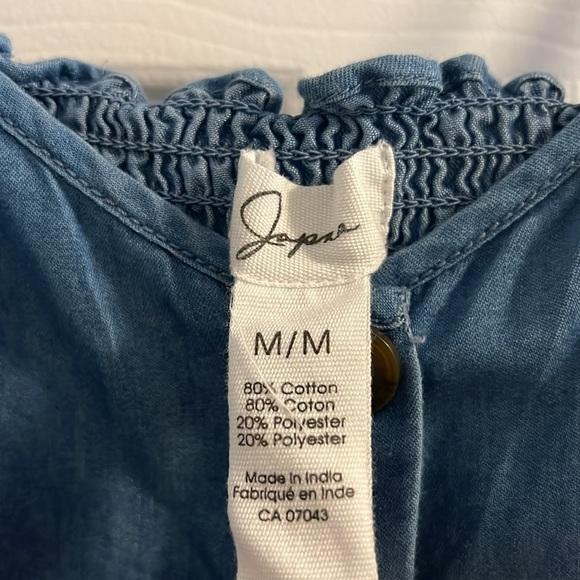 Japna
M/M
80% Cotton
80% Coton
20% Polyester
20% Polyester
Made in India
Fabriqué en Inde
CA 07043